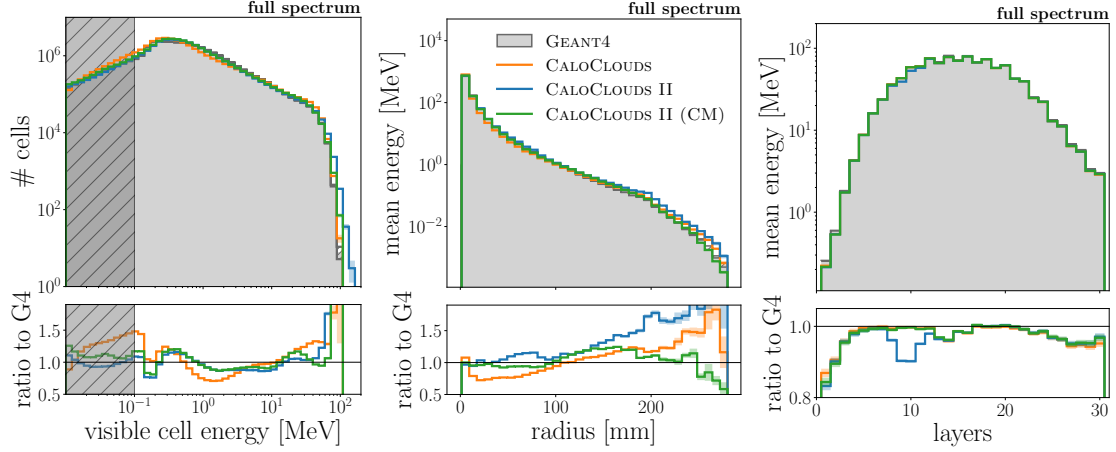 full spectrum
10^6
10^4
10^2
10^0
# cells
1.5
1.0
0.5
ratio to G4
10^{-1}
10^0
10^1
10^2
visible cell energy [MeV]
full spectrum
GEANT4
CALOCLOUDS
CALOCLOUDS II
CALOCLOUDS II (CM)
10^4
10^2
10^0
10^{-2}
mean energy [MeV]
1.5
1.0
0.5
ratio to G4
0
100
200
radius [mm]
full spectrum
10^2
10^1
10^0
mean energy [MeV]
1.0
0.8
ratio to G4
0
10
20
30
layers